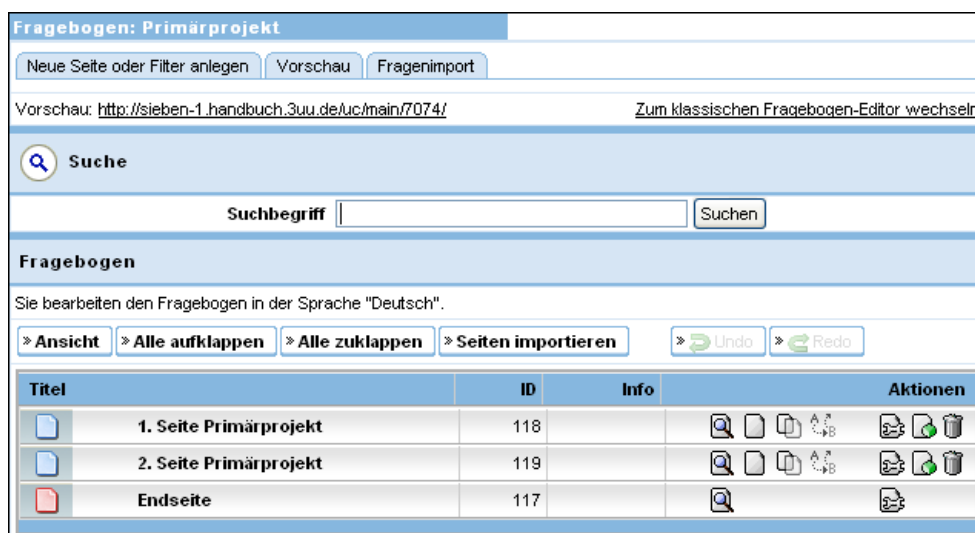 Fragebogen: Primärprojekt
Neue Seite oder Filter anlegen Vorschau Fragenimport
Vorschau: http://sieben-1.handbuch.3uu.de/uc/main/7074/ Zum klassischen Fragebogen-Editor wechseln
Suche
Suchbegriff Suchen
Fragebogen
Sie bearbeiten den Fragebogen in der Sprache "Deutsch".
» Ansicht » Alle aufklappen » Alle zuklappen » Seiten importieren » Undo » Redo
Titel ID Info Aktionen
1. Seite Primärprojekt 118
2. Seite Primärprojekt 119
Endseite 117